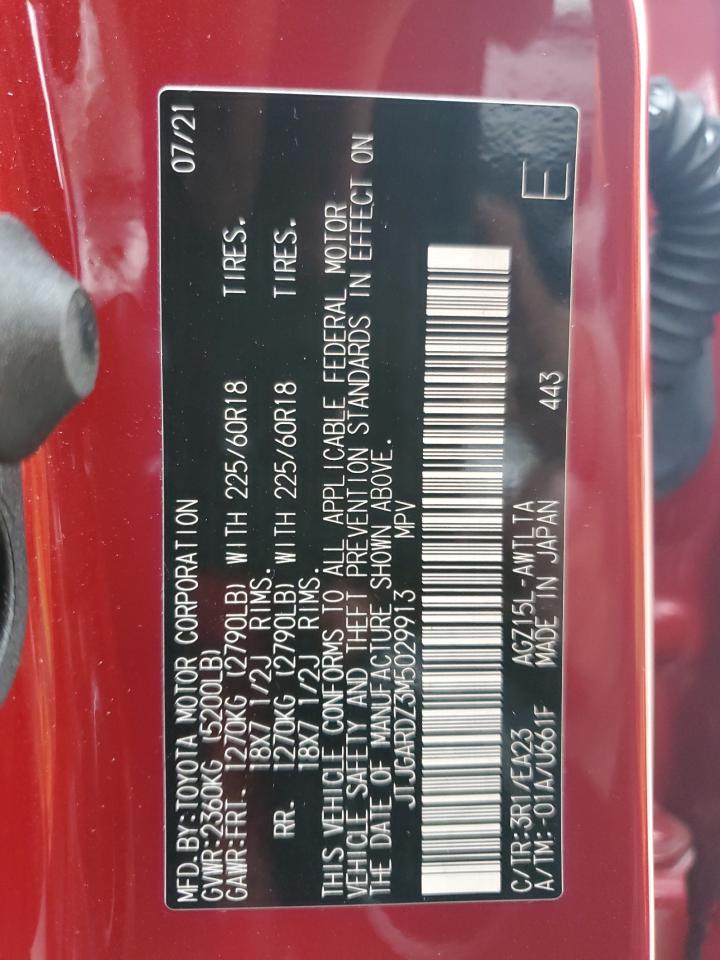 MFD. BY: TOYOTA MOTOR CORPORATION 07/21
GVWR: 2360KG (5200LB)
GAWR: FRT. 1270KG (2790LB) WITH 225/60R18 TIRES.
18X7 1/2J RIMS.
RR. 1270KG (2790LB) WITH 225/60R18 TIRES.
18X7 1/2J RIMS.
THIS VEHICLE CONFORMS TO ALL APPLICABLE FEDERAL MOTOR
VEHICLE SAFETY AND THEFT PREVENTION STANDARDS IN EFFECT ON
THE DATE OF MANUFACTURE SHOWN ABOVE.
JTJGARDZ3M5029913 MPV
C/TR: 3R1/EA23 AGZ15L-AWTLTA E
A/TM: -01A/U661F MADE IN JAPAN 443